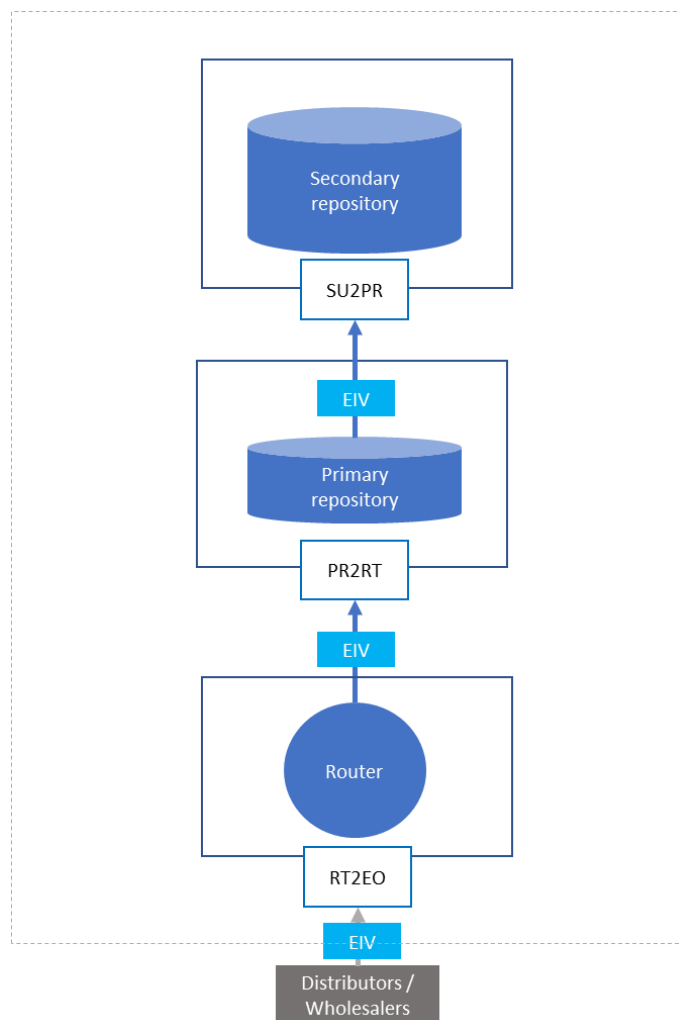 Secondary
repository
SU2PR
EIV
Primary
repository
PR2RT
EIV
Router
RT2EO
EIV
Distributors /
Wholesalers